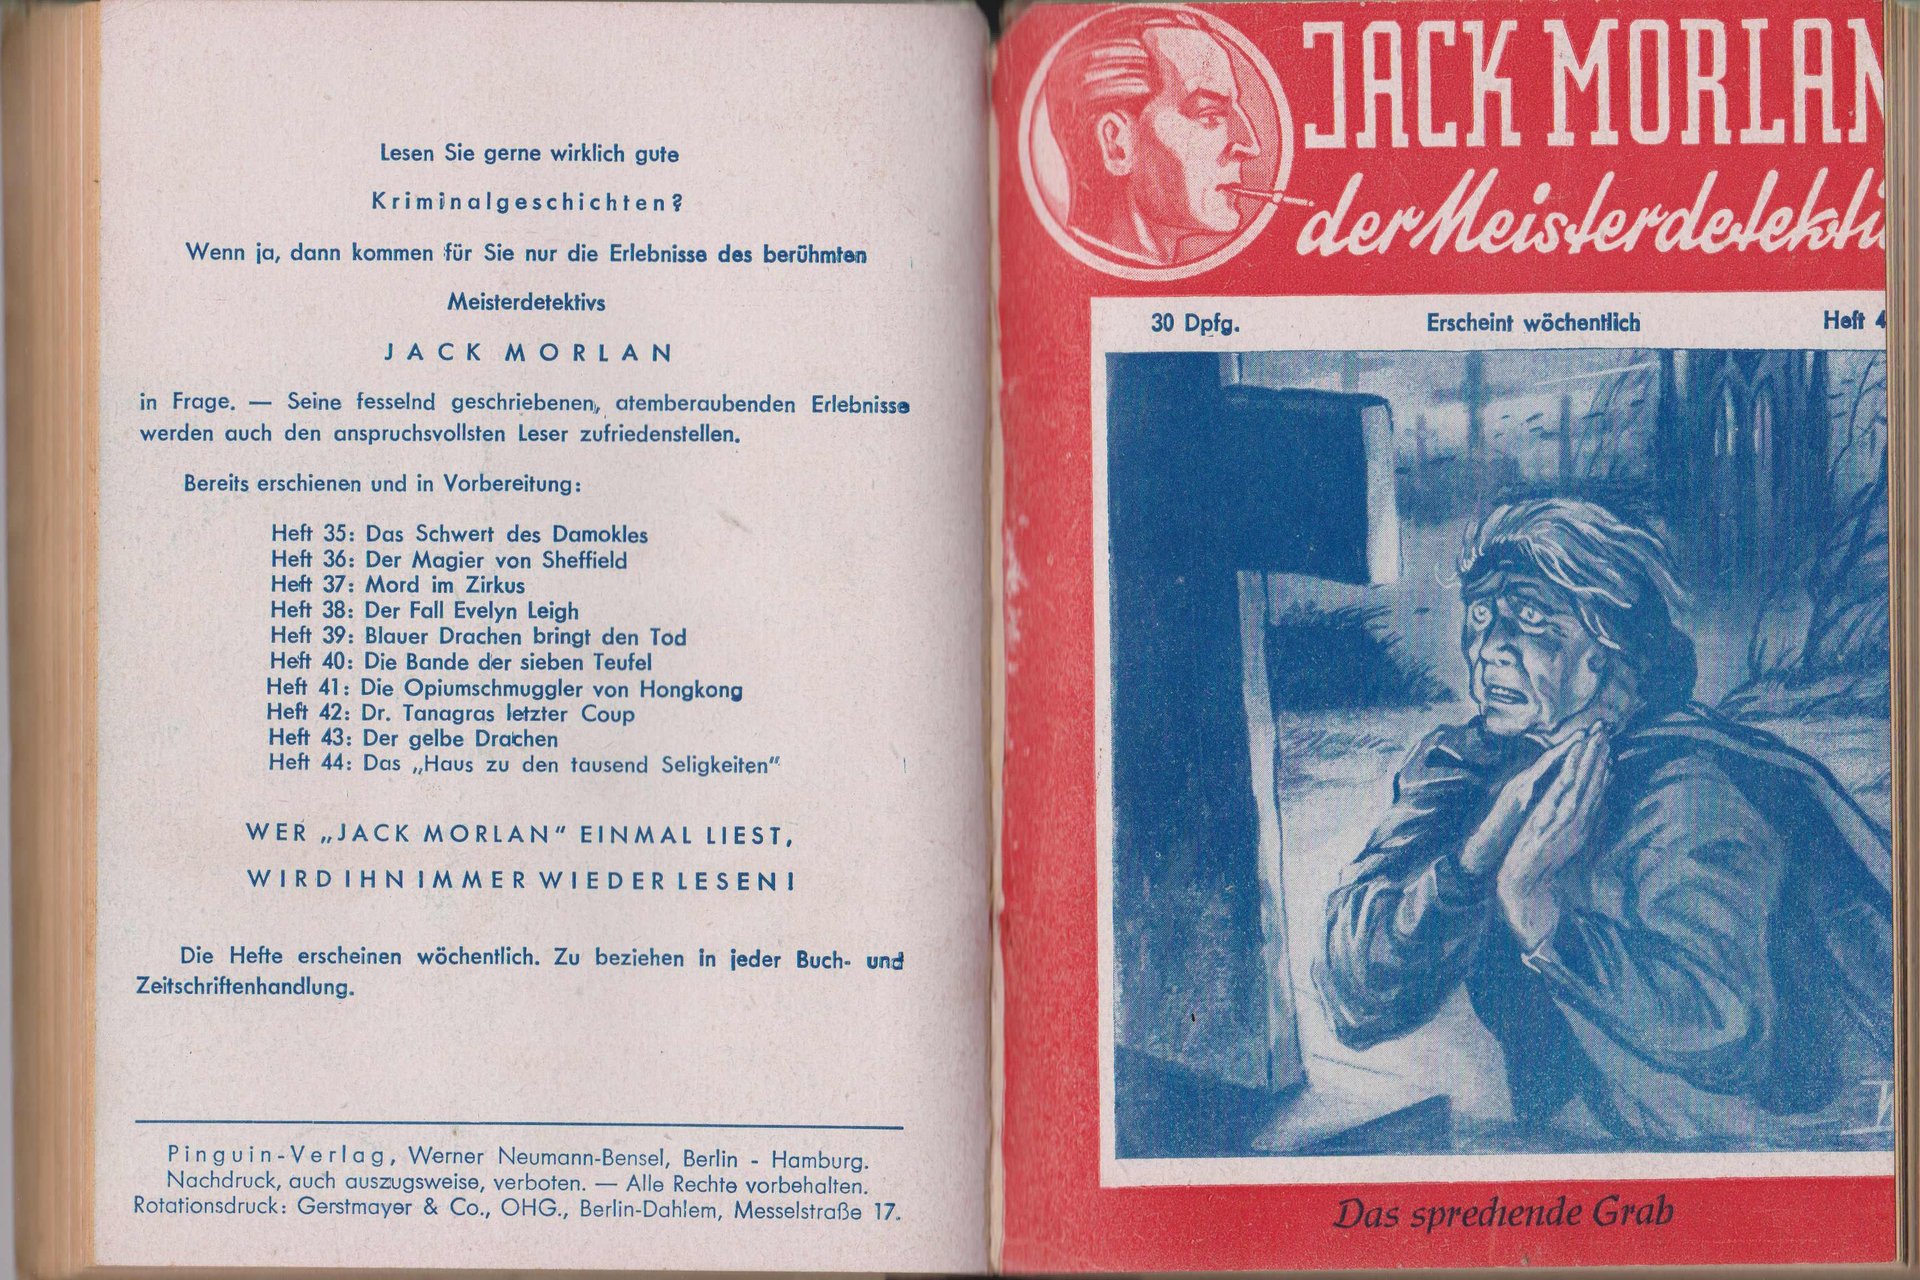 Lesen Sie gerne wirklich gute
Kriminalgeschichten?
Wenn ja, dann kommen für Sie nur die Erlebnisse des berühmten
Meisterdetektivs
JACK MORLAN
in Frage. — Seine fesselnd geschriebenen, atemberaubenden Erlebnisse
werden auch den anspruchsvollsten Leser zufriedenstellen.
Bereits erschienen und in Vorbereitung:
Heft 35: Das Schwert des Damokles
Heft 36: Der Magier von Sheffield
Heft 37: Mord im Zirkus
Heft 38: Der Fall Evelyn Leigh
Heft 39: Blauer Drachen bringt den Tod
Heft 40: Die Bande der sieben Teufel
Heft 41: Die Opiumschmuggler von Hongkong
Heft 42: Dr. Tanagras letzter Coup
Heft 43: Der gelbe Drachen
Heft 44: Das „Haus zu den tausend Seligkeiten“
WER „JACK MORLAN“ EINMAL LIEST,
WIRD IHN IMMER WIEDER LESEN!
Die Hefte erscheinen wöchentlich. Zu beziehen in jeder Buch- und
Zeitschriftenhandlung.
Pinguin-Verlag, Werner Neumann-Bensel, Berlin - Hamburg.
Nachdruck, auch auszugsweise, verboten. — Alle Rechte vorbehalten.
Rotationsdruck: Gerstmayer & Co., OHG., Berlin-Dahlem, Messelstraße 17.
JACK MORLAN
der Meisterdetekti
30 Dpfg. Erscheint wöchentlich Heft 4
Das sprechende Grab